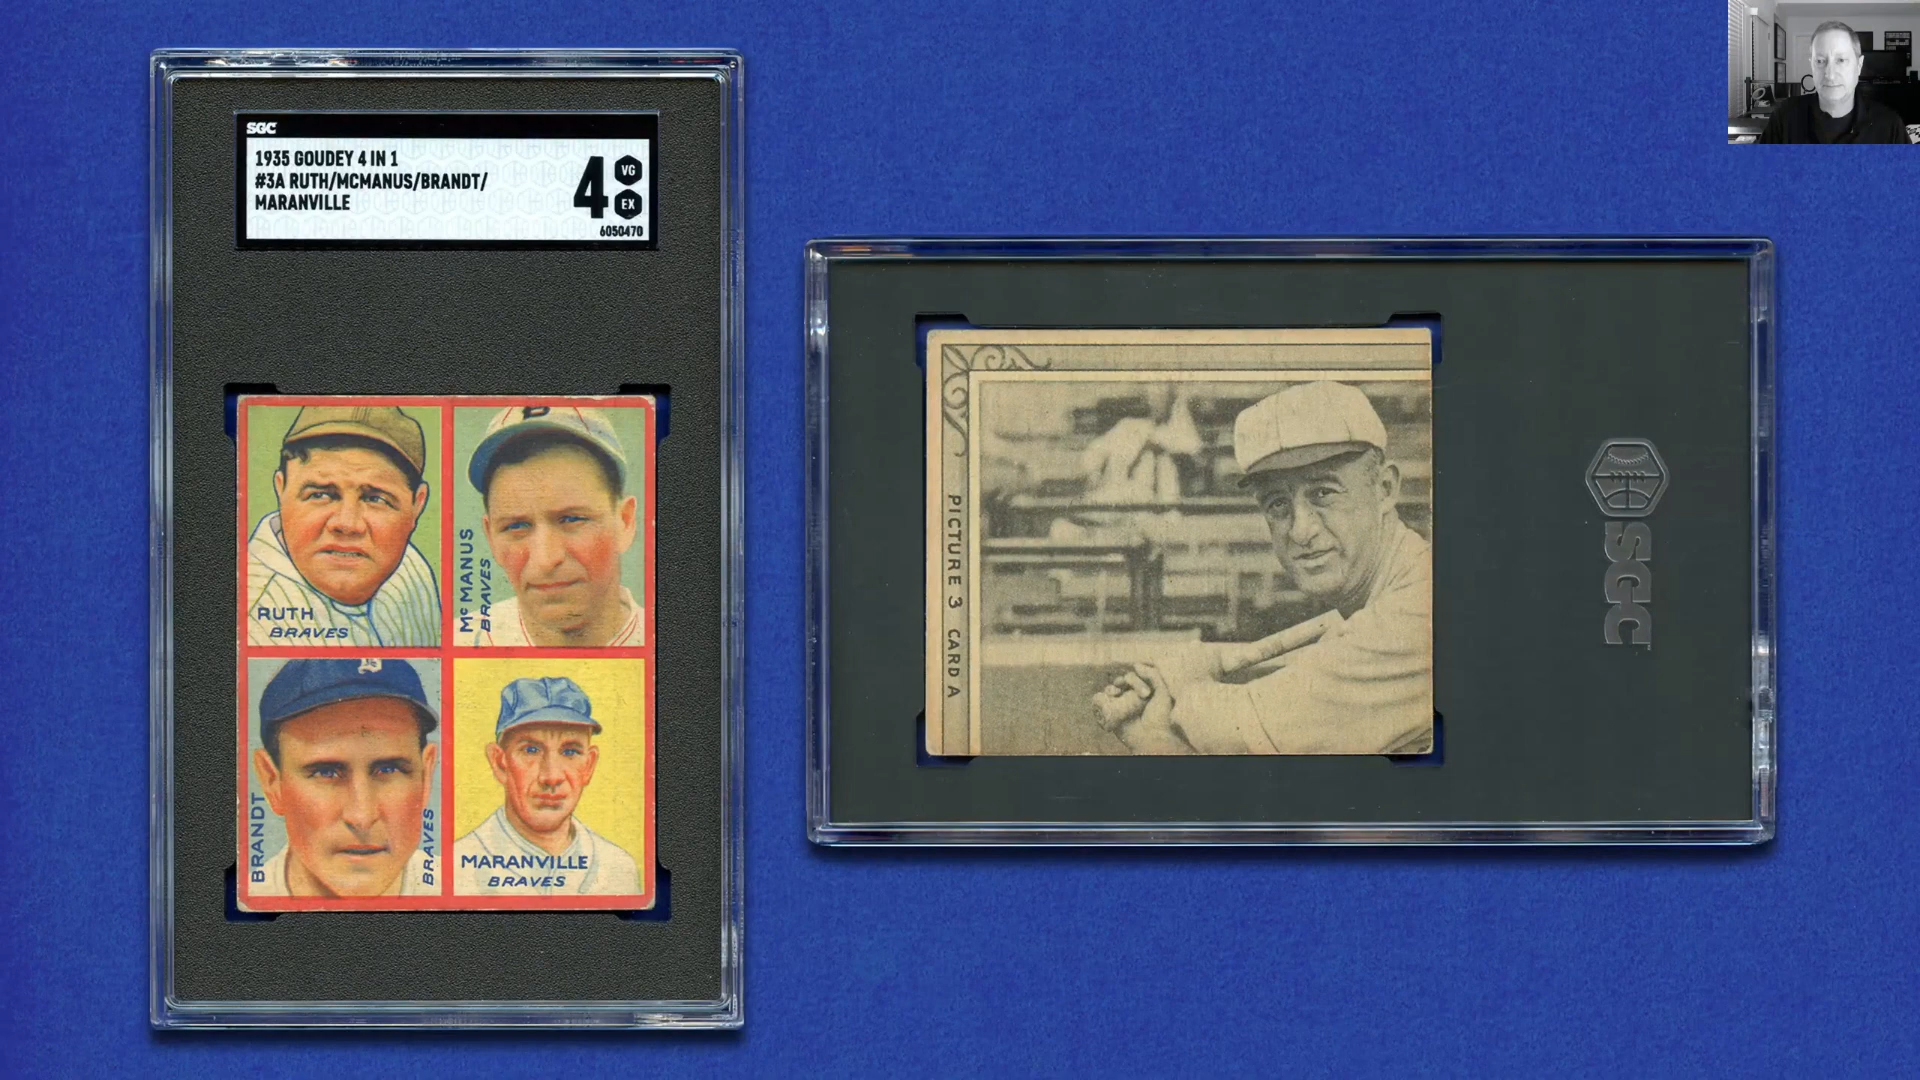 SGC
1935 GOUDEY 4 IN 1
#3A RUTH/MCMANUS/BRANDT/
MARANVILLE
4
VG
EX
6050470
RUTH
BRAVES
McMANUS
BRAVES
B
BRANDT
BRAVES
MARANVILLE
BRAVES
PICTURE 3 CARD A
SGC